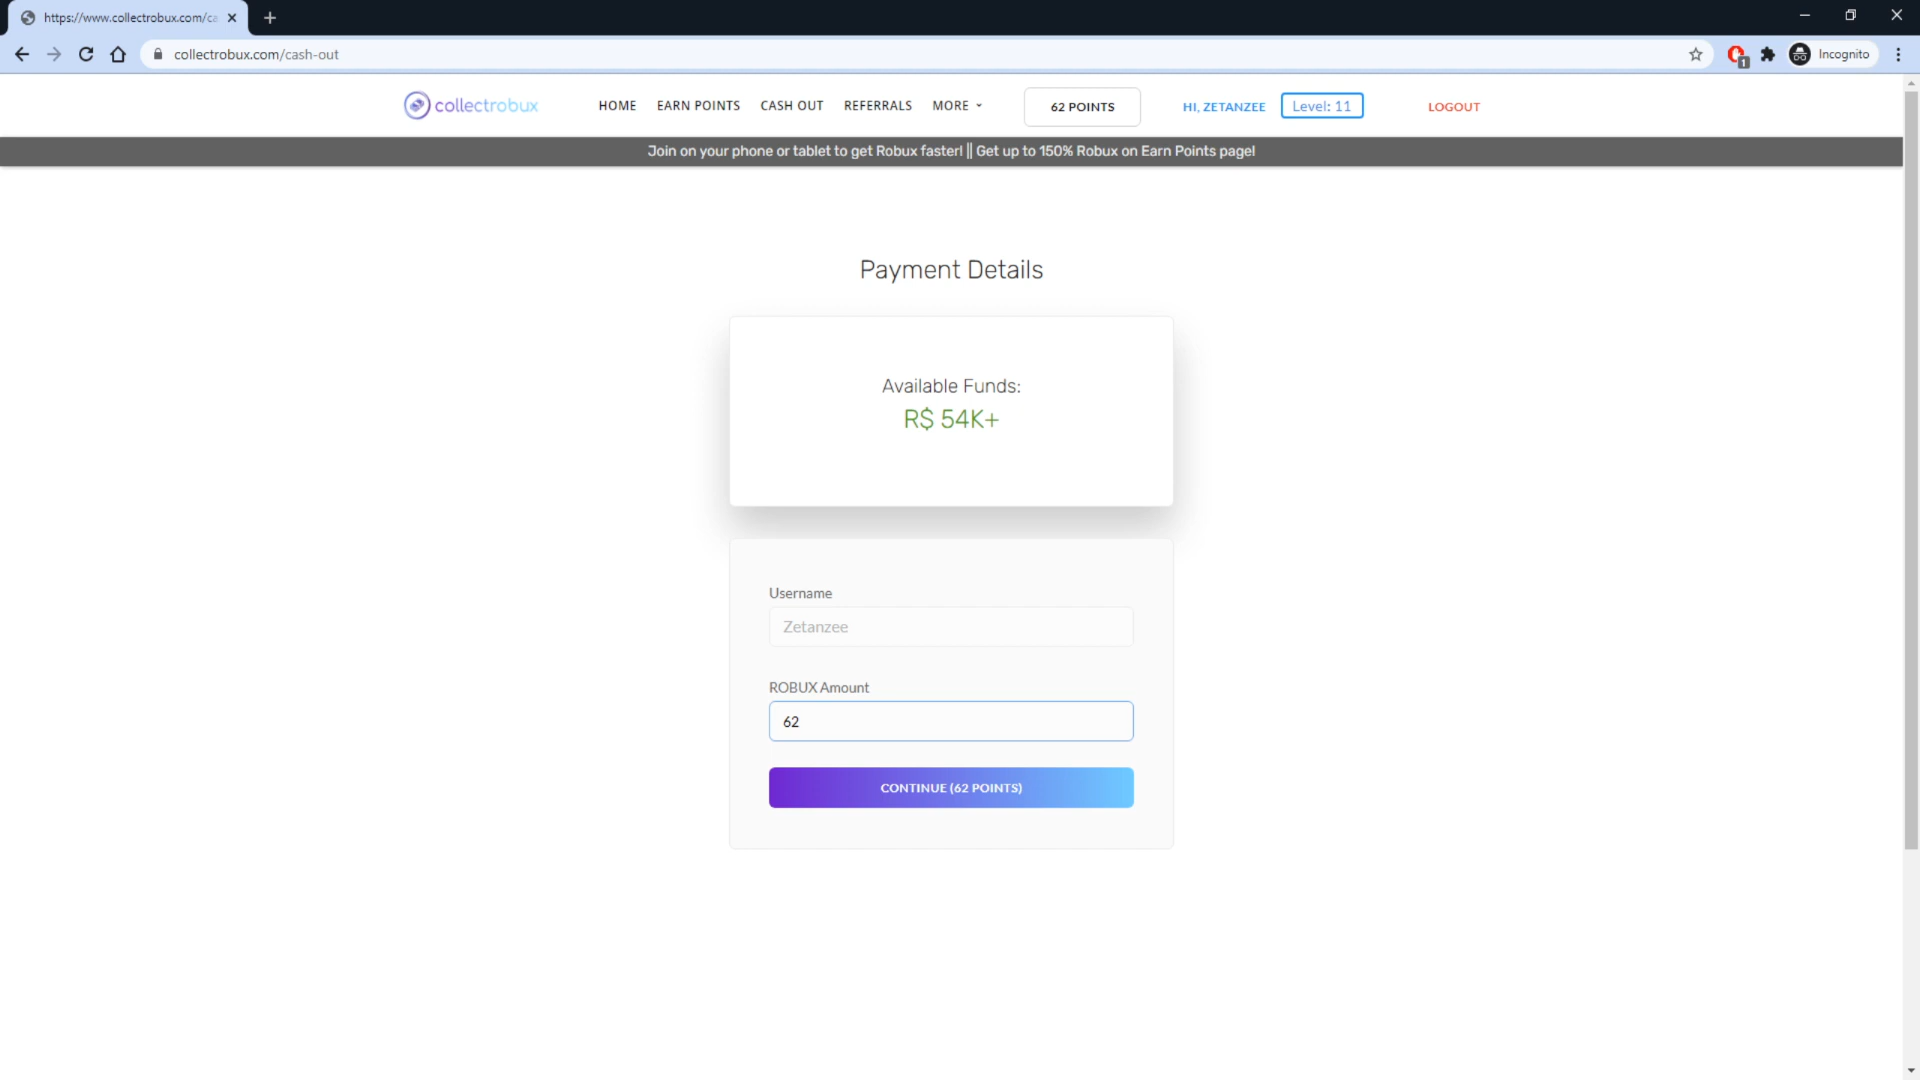 https://www.collectrobux.com/ca
collectrobux.com/cash-out
1
Incognito
collectrobux
HOME
EARN POINTS
CASH OUT
REFERRALS
MORE
62 POINTS
HI, ZETANZEE
Level: 11
LOGOUT
Join on your phone or tablet to get Robux faster! || Get up to 150% Robux on Earn Points page!
Payment Details
Available Funds:
R$ 54K+
Username
Zetanzee
ROBUX Amount
62
CONTINUE (62 POINTS)